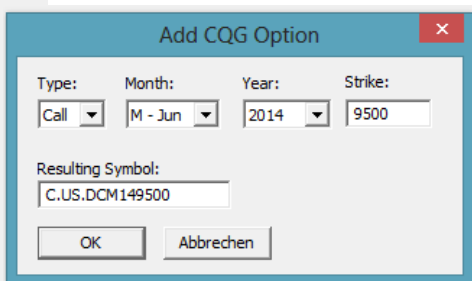 Add CQG Option
Type: Month: Year: Strike:
Call M - Jun 2014 9500
Resulting Symbol:
C.US.DCM149500
OK Abbrechen